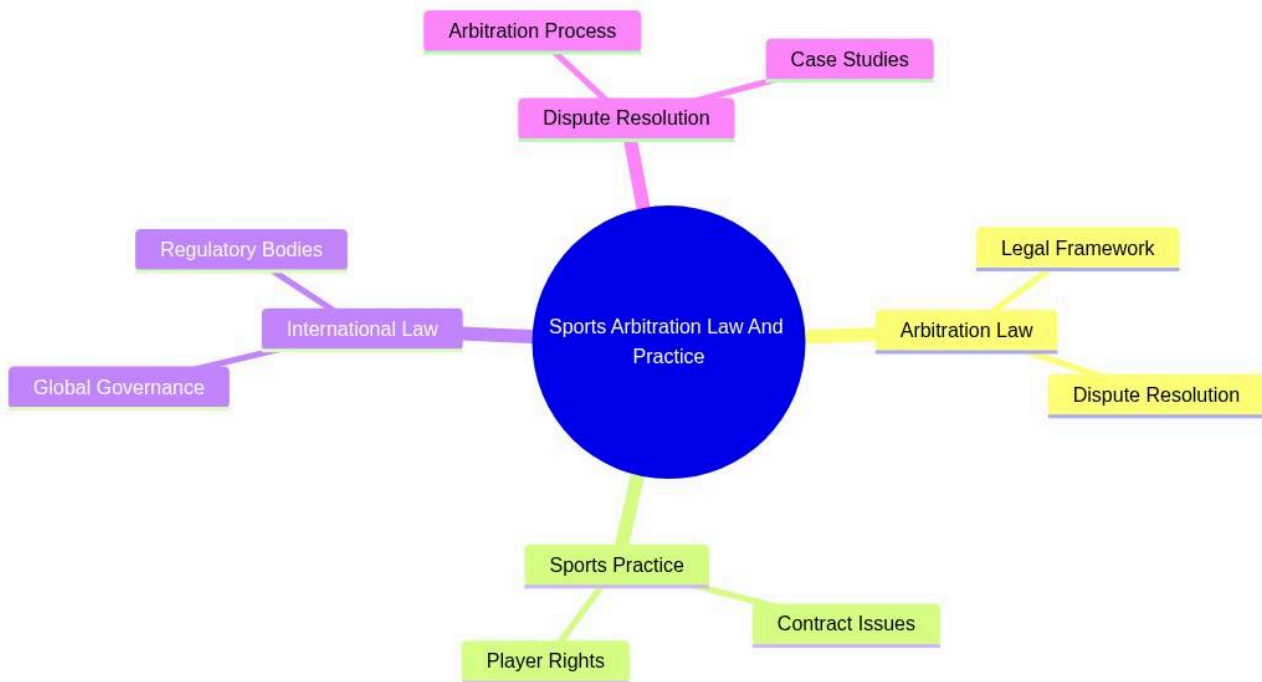 Arbitration Process
Case Studies
Dispute Resolution
Regulatory Bodies
Legal Framework
International Law
Sports Arbitration Law And
Practice
Arbitration Law
Global Governance
Dispute Resolution
Sports Practice
Contract Issues
Player Rights